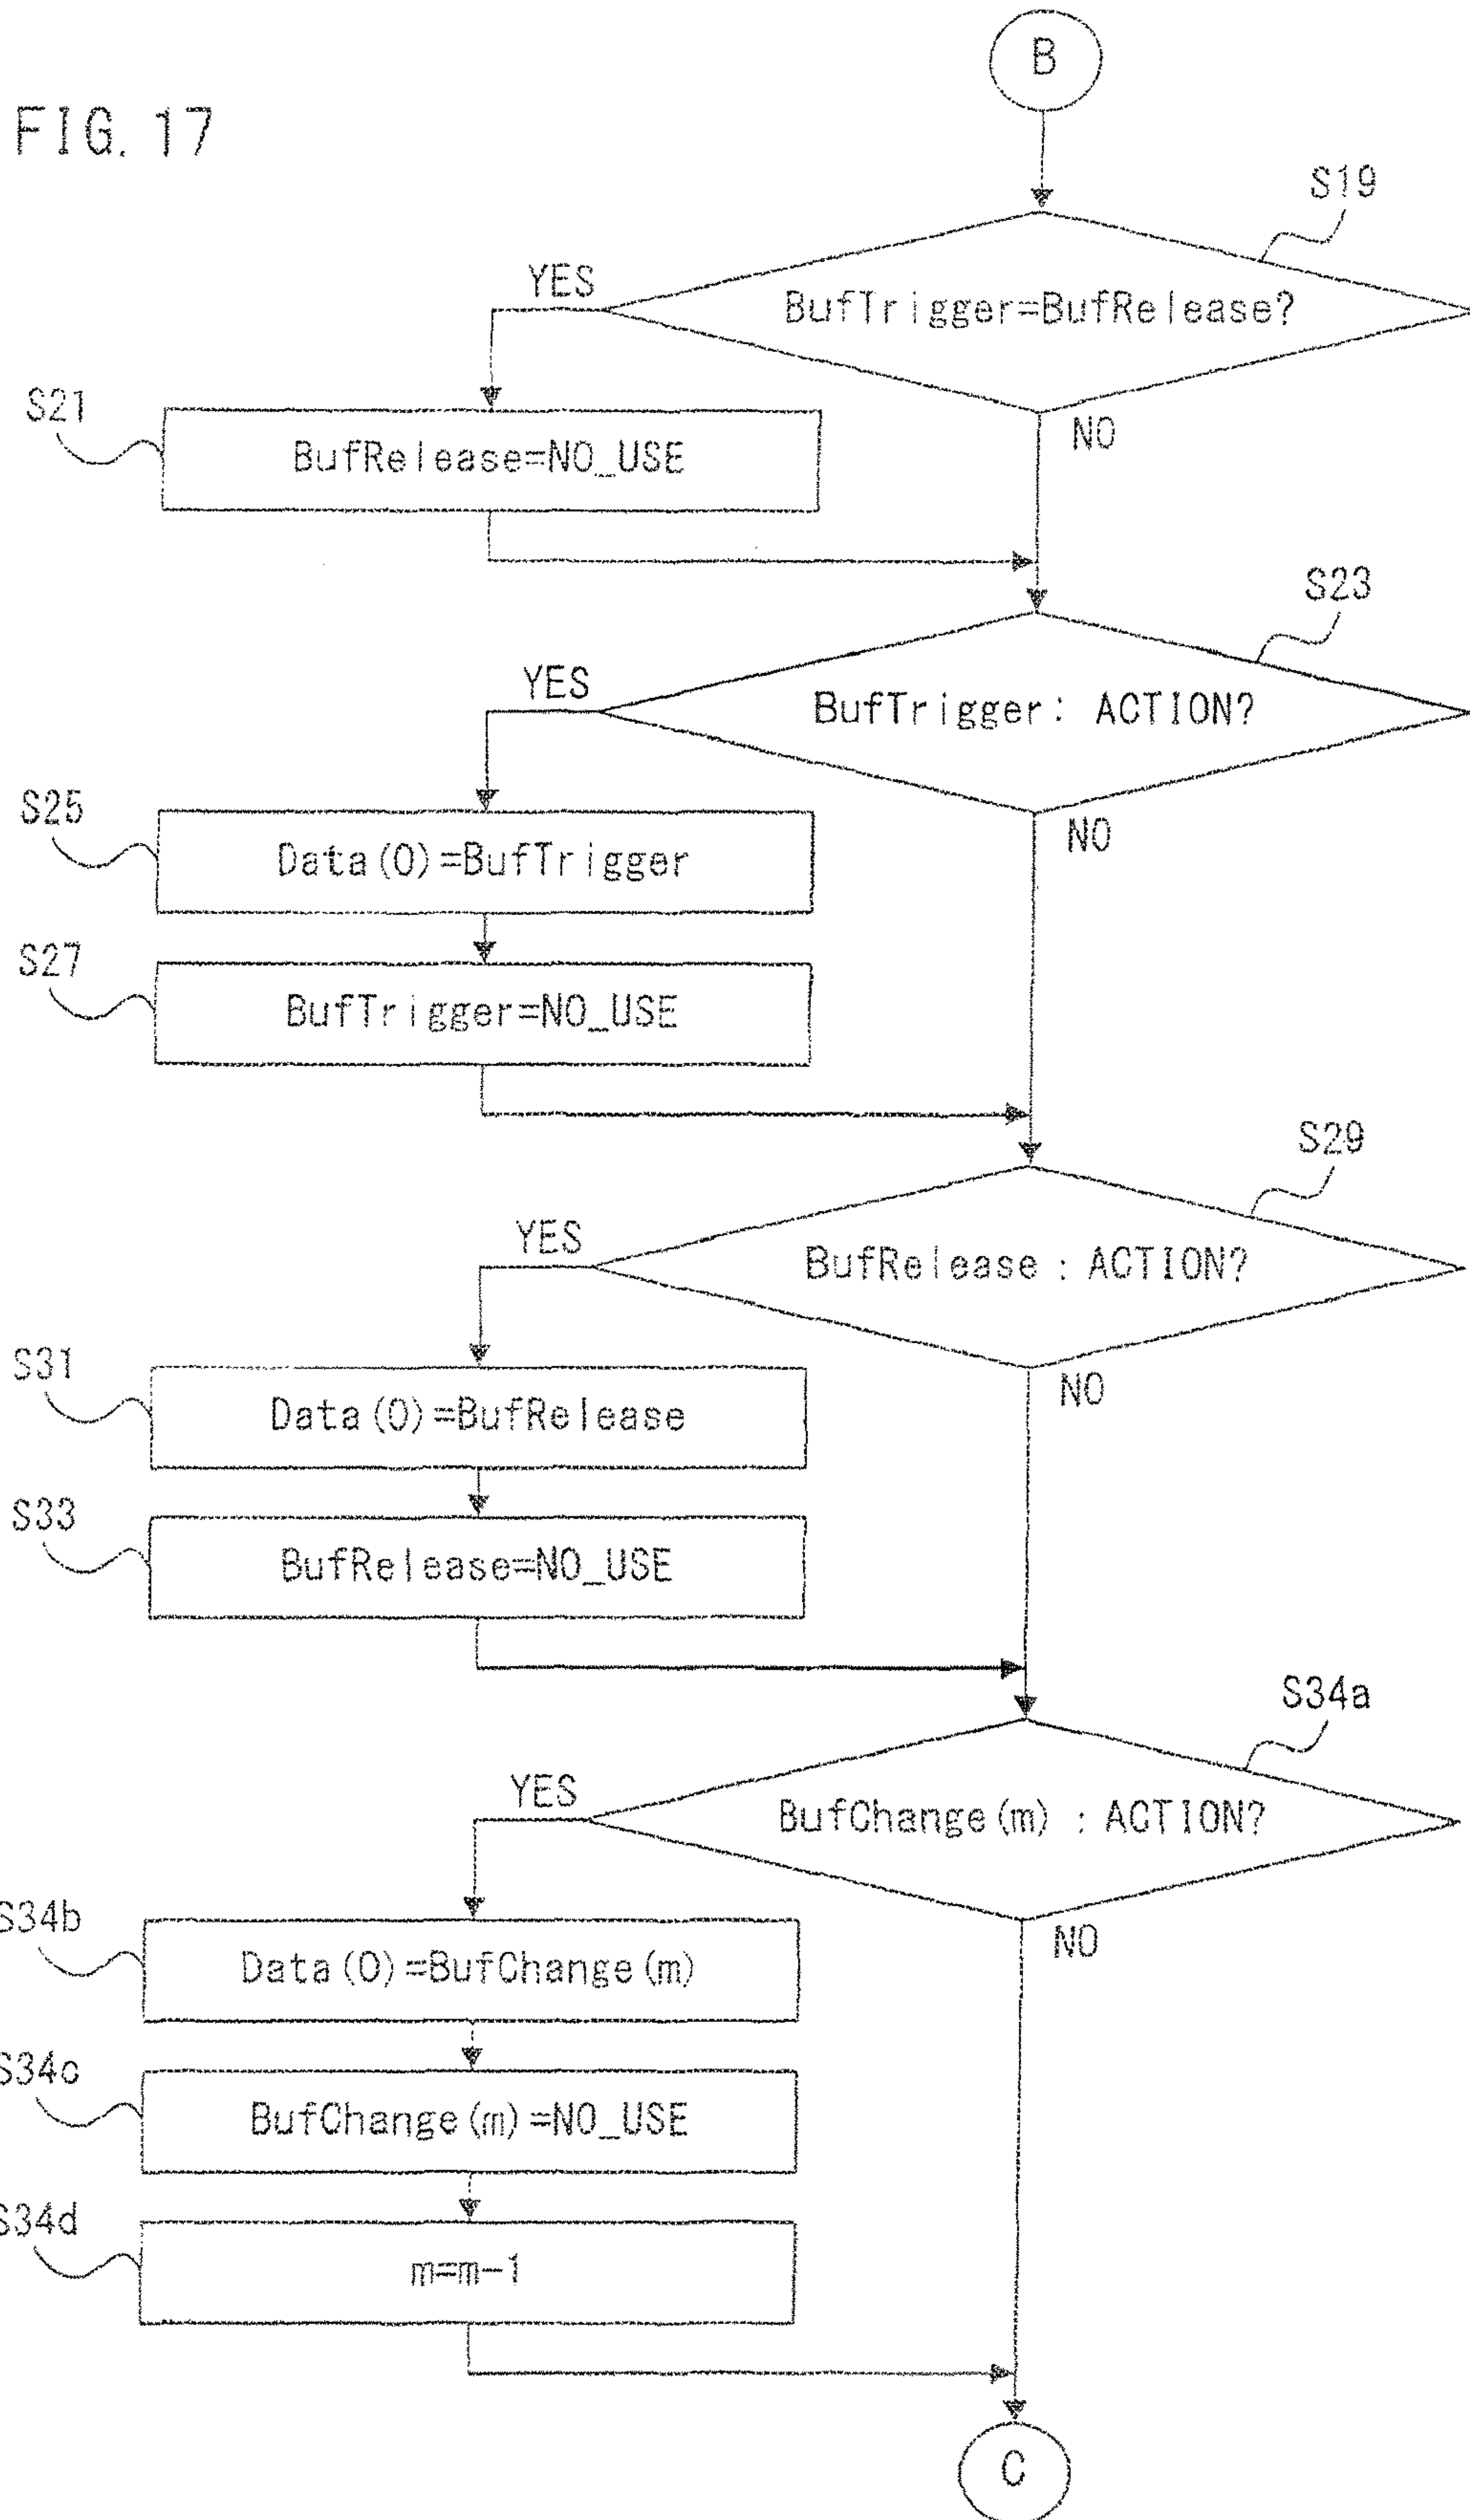 B
FIG. 17
S19
YES
BufTrigger=BufRelease?
S21
NO
BufRelease=NO_USE
S23
YES
BufTrigger: ACTION?
S25
NO
Data(0)=BufTrigger
S27
BufTrigger=NO_USE
S29
YES
BufRelease : ACTION?
S31
NO
Data(0)=BufRelease
S33
BufRelease=NO_USE
S34a
YES
BufChange(m) : ACTION?
S34b
NO
Data(0)=BufChange(m)
S34c
BufChange(m)=NO_USE
S34d
m=m-1
C